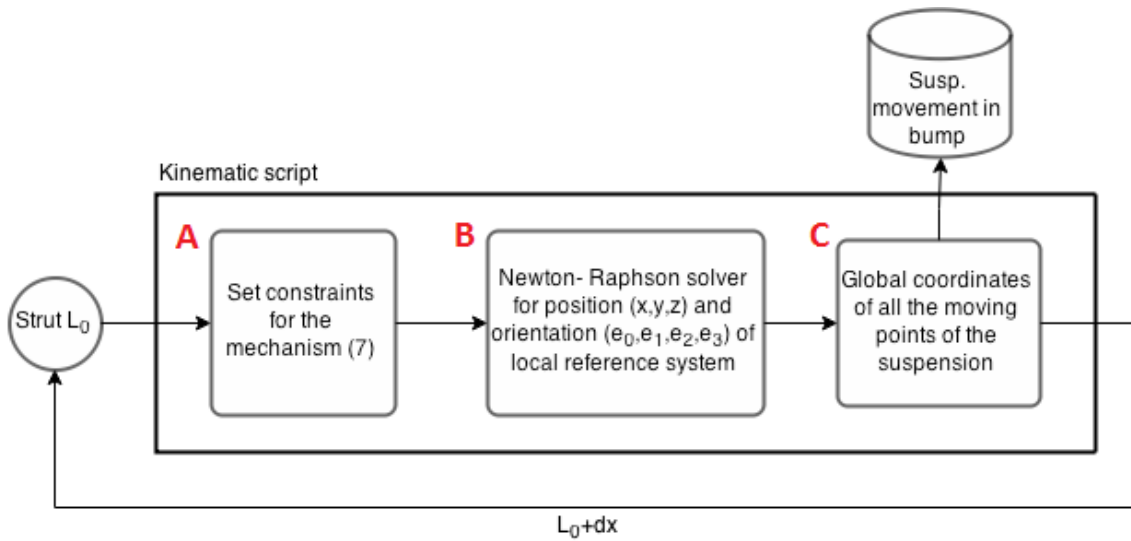 Susp.
movement in
bump
Kinematic script
A
B
C
Strut L₀
Set constraints
for the
mechanism (7)
Newton- Raphson solver
for position (x,y,z) and
orientation (e₀,e₁,e₂,e₃) of
local reference system
Global coordinates
of all the moving
points of the
suspension
L₀+dx